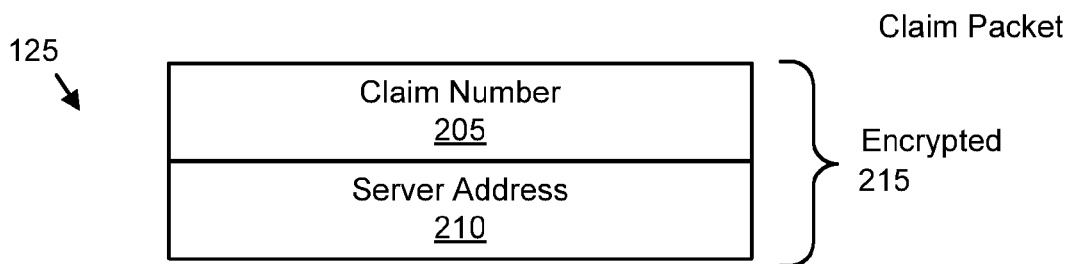 Claim Packet
125
Claim Number
205
Server Address
210
Encrypted
215